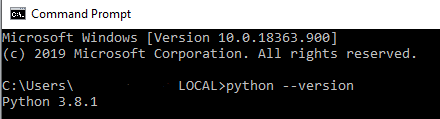 Command Prompt
Microsoft Windows [Version 10.0.18363.900]
(c) 2019 Microsoft Corporation. All rights reserved.
C:\Users\ LOCAL>python --version
Python 3.8.1